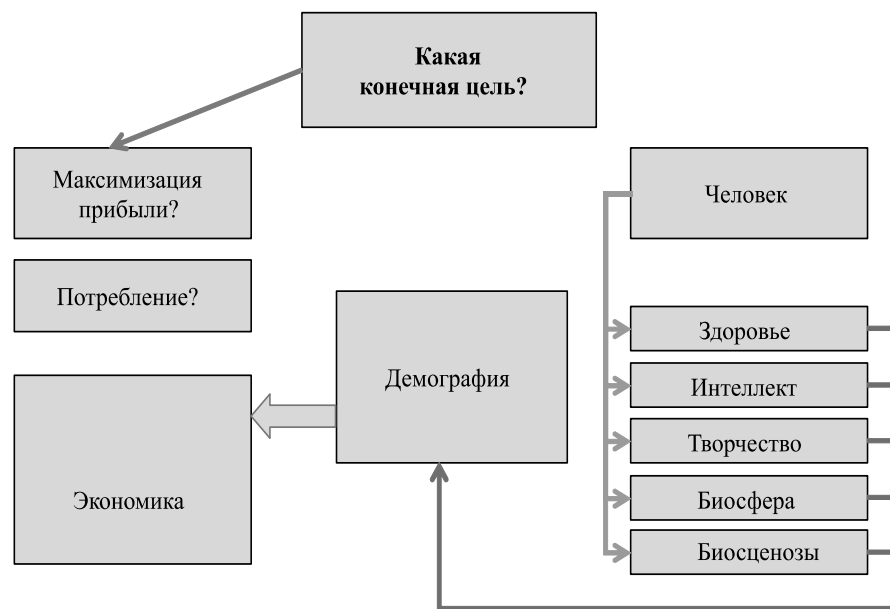 Какая
конечная цель?
Максимизация
прибыли?
Человек
Потребление?
Здоровье
Демография
Интеллект
Творчество
Экономика
Биосфера
Биосценозы